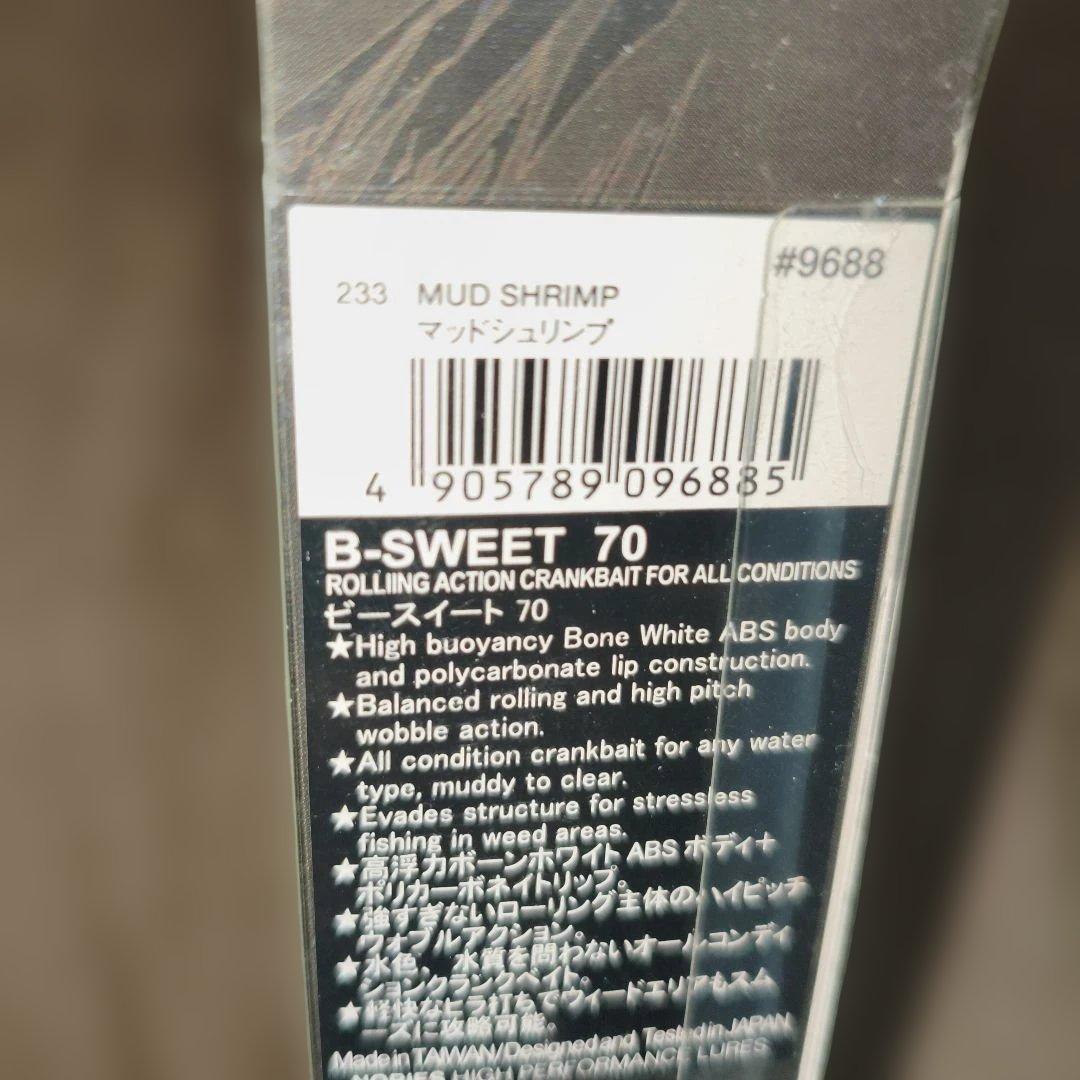 #9688
233 MUD SHRIMP
マッドシュリンプ
4 905789 096885
B-SWEET 70
ROLLIING ACTION CRANKBAIT FOR ALL CONDITIONS
ビースイート 70
★High buoyancy Bone White ABS body
and polycarbonate lip construction.
★Balanced rolling and high pitch
wobble action.
★All condition crankbait for any water
type, muddy to clear.
★Evades structure for stressless
fishing in weed areas.
★高浮力ボーンホワイト ABS ボディ＋
ポリカーボネイトリップ。
★強すぎないローリング主体のハイピッチ
ウォブルアクション。
★水色、水質を問わないオールコンディ
ションクランクベイト。
★軽快なヒラ打ちでウィードエリアもスム
ーズに攻略可能。
Made in TAIWAN/Designed and Tested in JAPAN
NORIES HIGH PERFORMANCE LURES